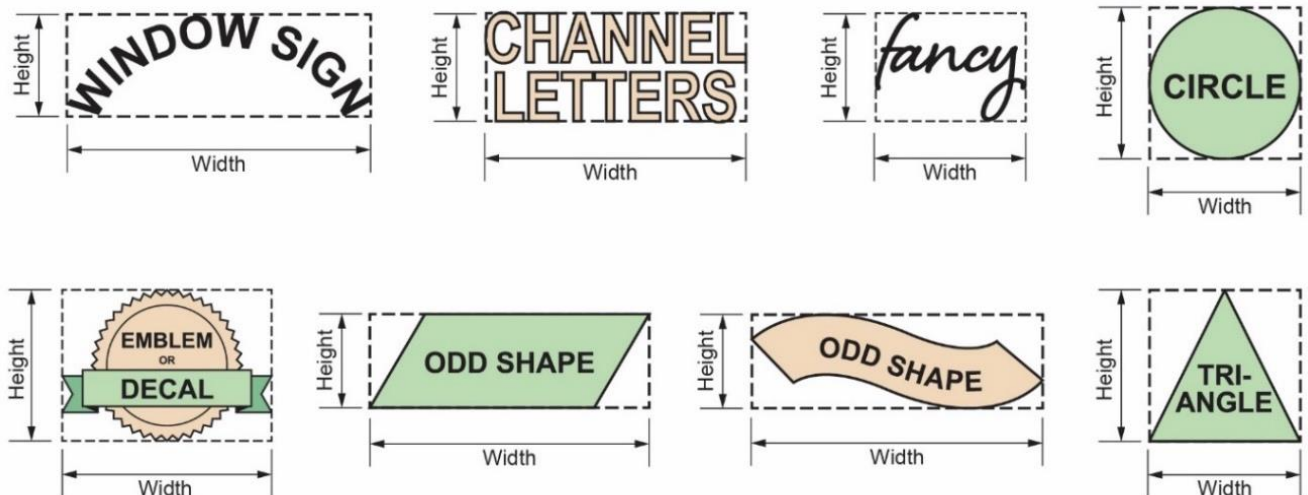 Height
WINDOW SIGN
Width
Height
CHANNEL
LETTERS
Width
Height
fancy
Width
Height
CIRCLE
Width
Height
EMBLEM
OR
DECAL
Width
Height
ODD SHAPE
Width
Height
ODD SHAPE
Width
Height
TRI-
ANGLE
Width